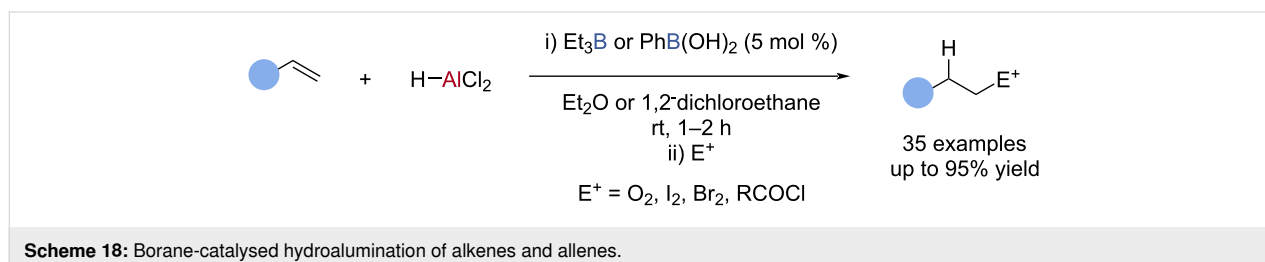 i) Et₃B or PhB(OH)₂ (5 mol %)
+ H–AlCl₂
Et₂O or 1,2-dichloroethane
rt, 1–2 h
ii) E⁺
E⁺ = O₂, I₂, Br₂, RCOCl
H
E⁺
35 examples
up to 95% yield
Scheme 18: Borane-catalysed hydroalumination of alkenes and allenes.